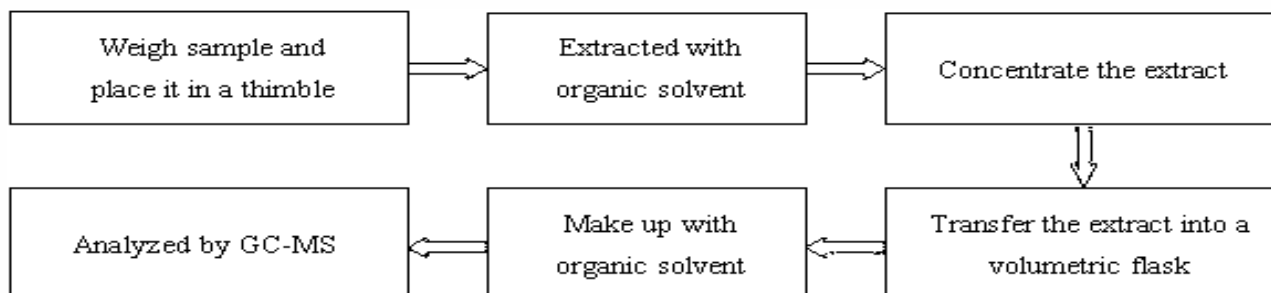 Weigh sample and
place it in a thimble
Extracted with
organic solvent
Concentrate the extract
Transfer the extract into a
volumetric flask
Make up with
organic solvent
Analyzed by GC-MS